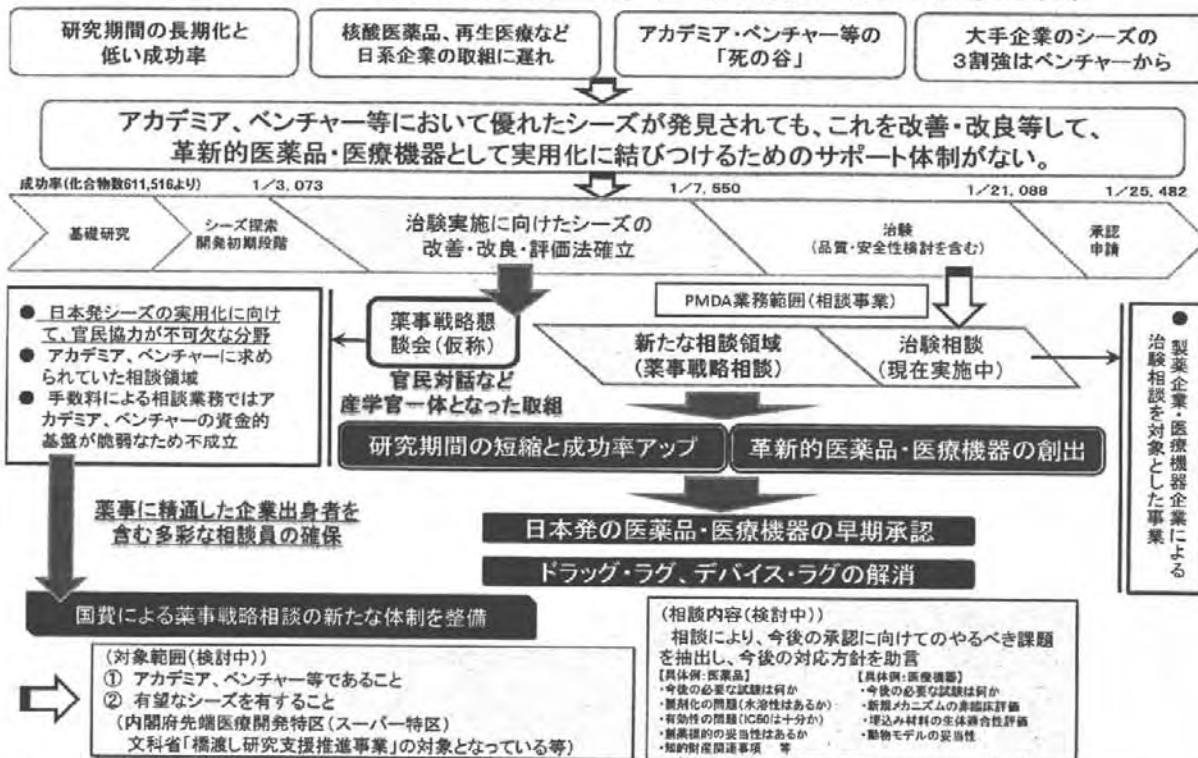 研究期間の長期化と
低い成功率
核酸医薬品、再生医療など
日系企業の取組に遅れ
アカデミア・ベンチャー等の
「死の谷」
大手企業のシーズの
3割強はベンチャーから
アカデミア、ベンチャー等において優れたシーズが発見されても、これを改善・改良等して、
革新的医薬品・医療機器として実用化に結びつけるためのサポート体制がない。
成功率(化合物数611,516より)
1/3,073
1/7,550
1/21,088
1/25,482
基礎研究
シーズ探索
開発初期段階
治験実施に向けたシーズの
改善・改良・評価法確立
治験
(品質・安全性検討を含む)
承認
申請
● 日本発シーズの実用化に向け
て、官民協力が不可欠な分野
● アカデミア、ベンチャーに求め
られていた相談領域
● 手数料による相談業務ではア
カデミア、ベンチャーの資金的
基盤が脆弱なため不成立
薬事戦略懇
談会(仮称)
官民対話など
産学官一体となった取組
PMDA業務範囲(相談事業)
新たな相談領域
(薬事戦略相談)
治験相談
(現在実施中)
● 製薬企業・医療機器企業による
治験相談を対象とした事業
研究期間の短縮と成功率アップ
革新的医薬品・医療機器の創出
薬事に精通した企業出身者を
含む多彩な相談員の確保
日本発の医薬品・医療機器の早期承認
ドラッグ・ラグ、デバイス・ラグの解消
国費による薬事戦略相談の新たな体制を整備
(対象範囲(検討中))
① アカデミア、ベンチャー等であること
② 有望なシーズを有すること
(内閣府先端医療開発特区(スーパー特区)
文科省「橋渡し研究支援推進事業」の対象となっている等)
(相談内容(検討中))
相談により、今後の承認に向けてのやるべき課題
を抽出し、今後の対応方針を助言
【具体例:医薬品】
・今後の必要な試験は何か
・製剤化の問題(水溶性はあるか)
・有効性の問題(IC50は十分か)
・創薬標的の妥当性はあるか
・知的財産関連事項 等
【具体例:医療機器】
・今後の必要な試験は何か
・新規メカニズムの非臨床評価
・埋込み材料の生体適合性評価
・動物モデルの妥当性